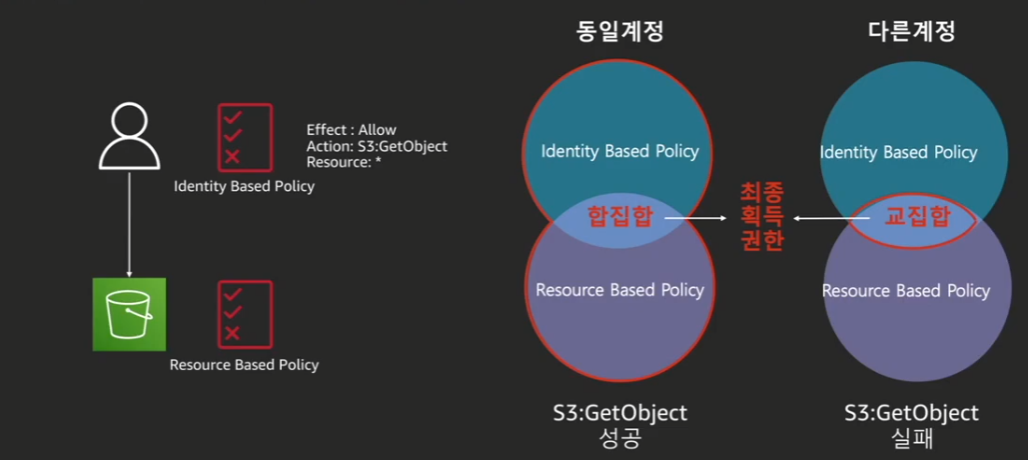 동일계정
다른계정
Effect : Allow
Action: S3:GetObject
Resource: *
Identity Based Policy
Resource Based Policy
Identity Based Policy
합집합
Resource Based Policy
최종
획득
권한
Identity Based Policy
교집합
Resource Based Policy
S3:GetObject
성공
S3:GetObject
실패